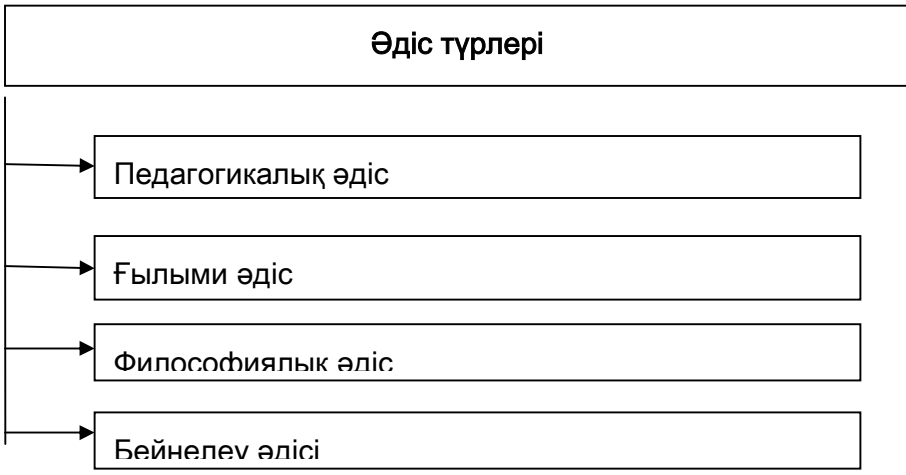 Әдіс түрлері
Педагогикалық әдіс
Ғылыми әдіс
Философиялық әдіс
Бейнелеу әдісі